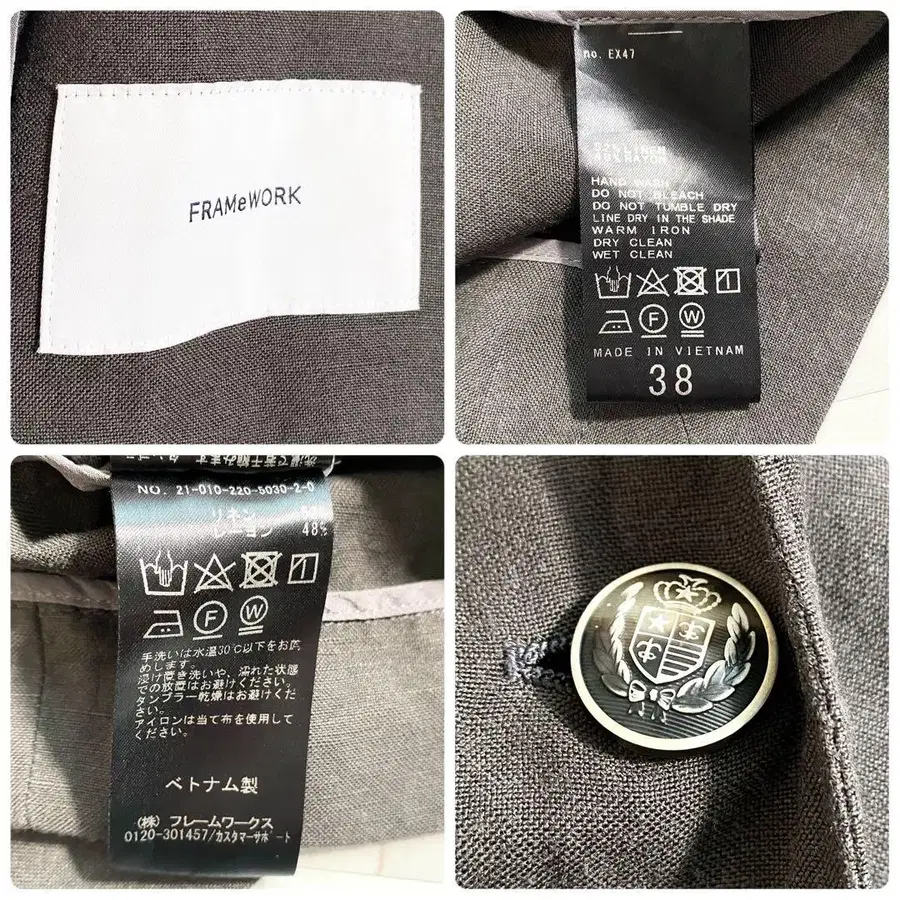 FRAMeWORK
no. EX47
52% LINEN
48% RAYON
HAND WASH
DO NOT BLEACH
DO NOT TUMBLE DRY
LINE DRY IN THE SHADE
WARM IRON
DRY CLEAN
WET CLEAN
F W
MADE IN VIETNAM
38
NO. 21-010-220-5030-2-0
リネン
レーヨン 48%
F W
手洗いは水温30℃以下をお薦
めします。
浸け置き洗いや、濡れた状態
での放置はお避けください。
タンブラー乾燥はお避けくだ
さい。
アイロンは当て布を使用して
ください。
ベトナム製
(株) フレームワークス
0120-301457/カスタマーサポート